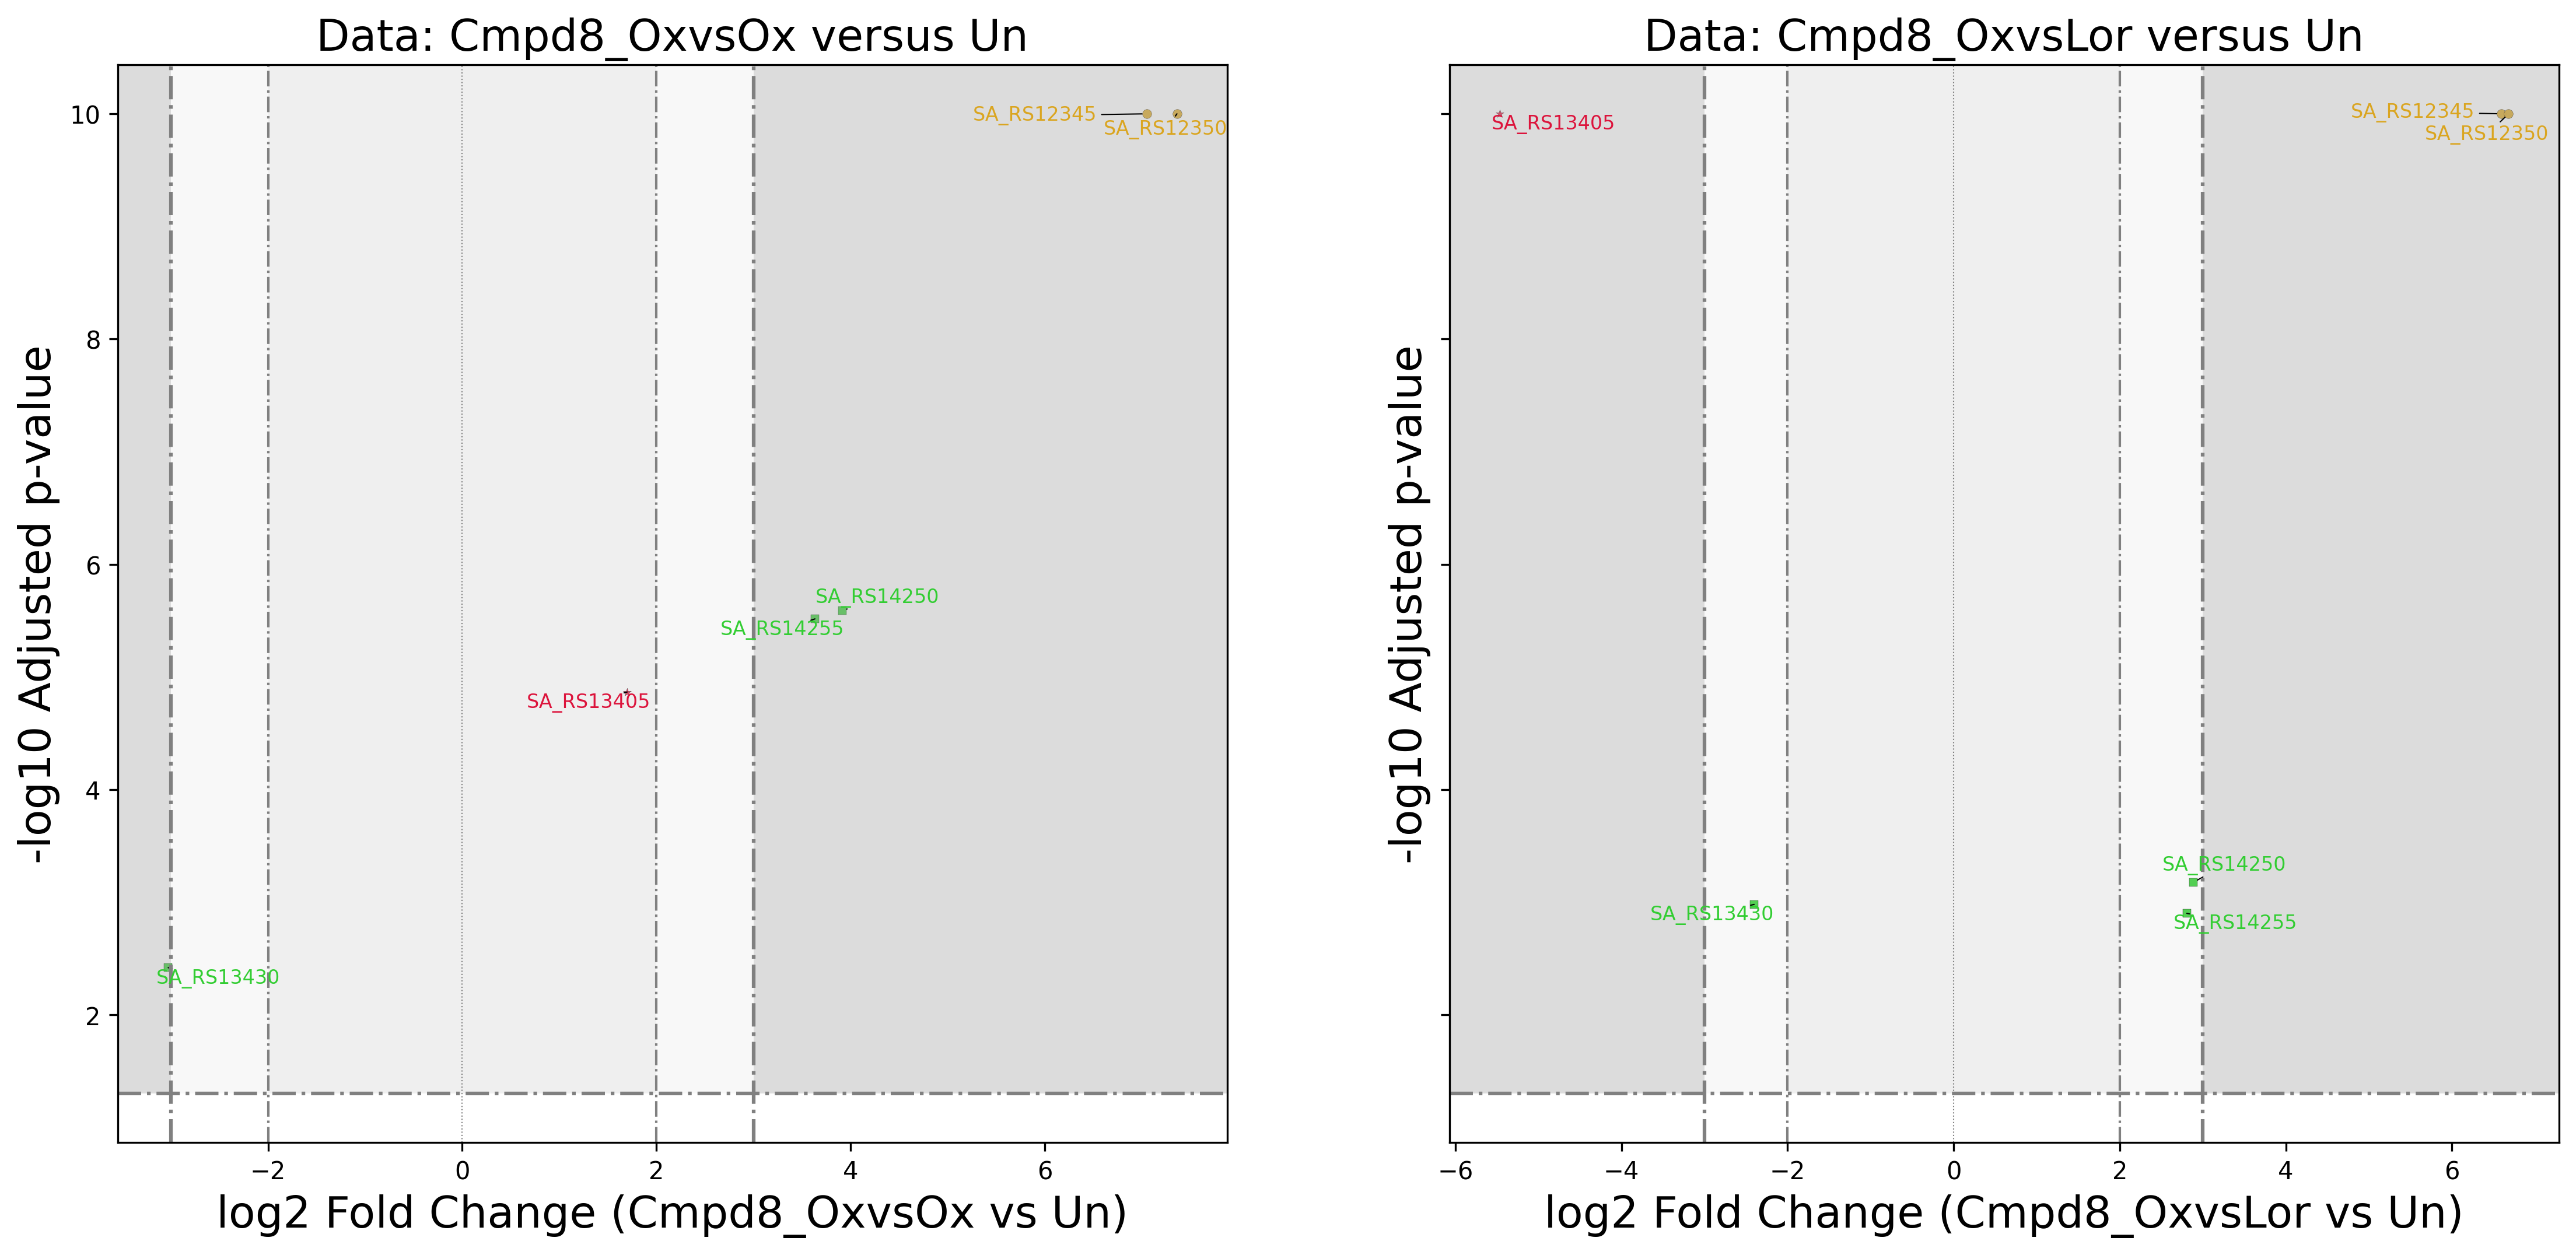 Data: Cmpd8_OxvsOx versus Un
-log10 Adjusted p-value
10
8
6
4
2
SA_RS12345
SA_RS12350
SA_RS14250
SA_RS14255
SA_RS13405
SA_RS13430
−2
0
2
4
6
log2 Fold Change (Cmpd8_OxvsOx vs Un)
Data: Cmpd8_OxvsLor versus Un
-log10 Adjusted p-value
SA_RS13405
SA_RS12345
SA_RS12350
SA_RS14250
SA_RS13430
SA_RS14255
−6
−4
−2
0
2
4
6
log2 Fold Change (Cmpd8_OxvsLor vs Un)